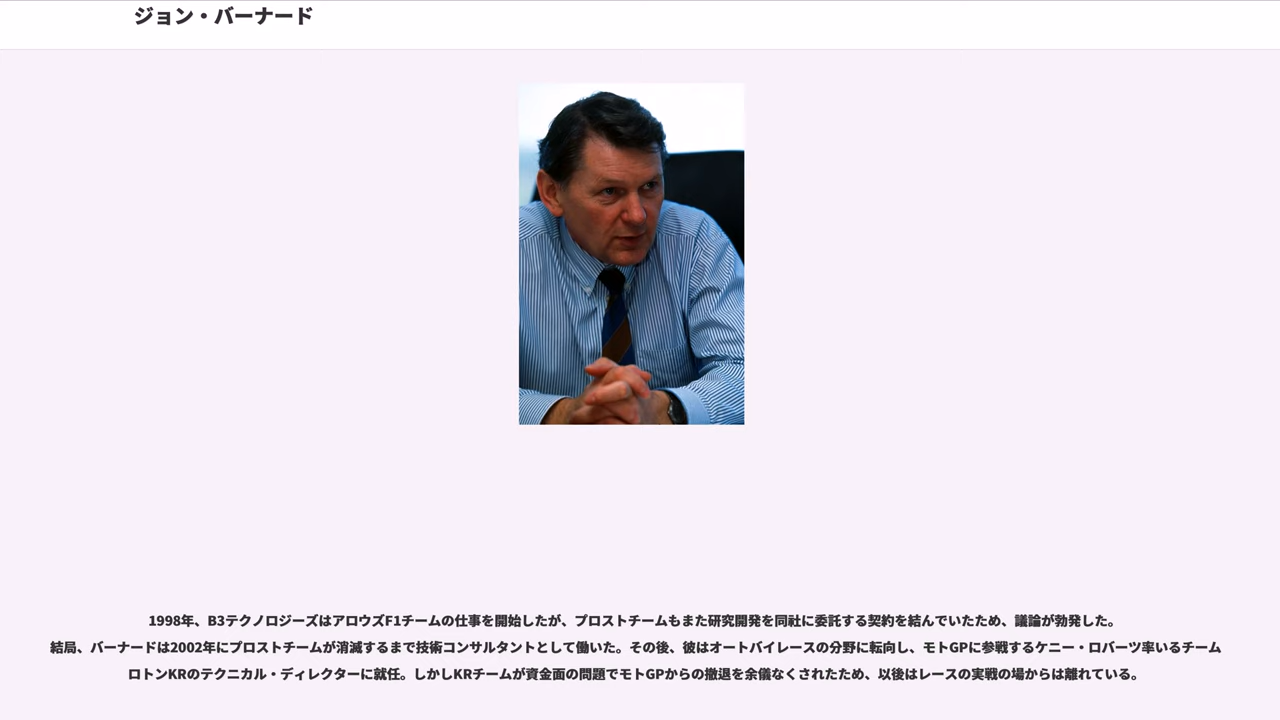 ジョン・バーナード
1998年、B3テクノロジーズはアロウズF1チームの仕事を開始したが、プロストチームもまた研究開発を同社に委託する契約を結んでいたため、議論が勃発した。
結局、バーナードは2002年にプロストチームが消滅するまで技術コンサルタントとして働いた。その後、彼はオートバイレースの分野に転向し、モトGPに参戦するケニー・ロバーツ率いるチーム
ロトンKRのテクニカル・ディレクターに就任。しかしKRチームが資金面の問題でモトGPからの撤退を余儀なくされたため、以後はレースの実戦の場からは離れている。